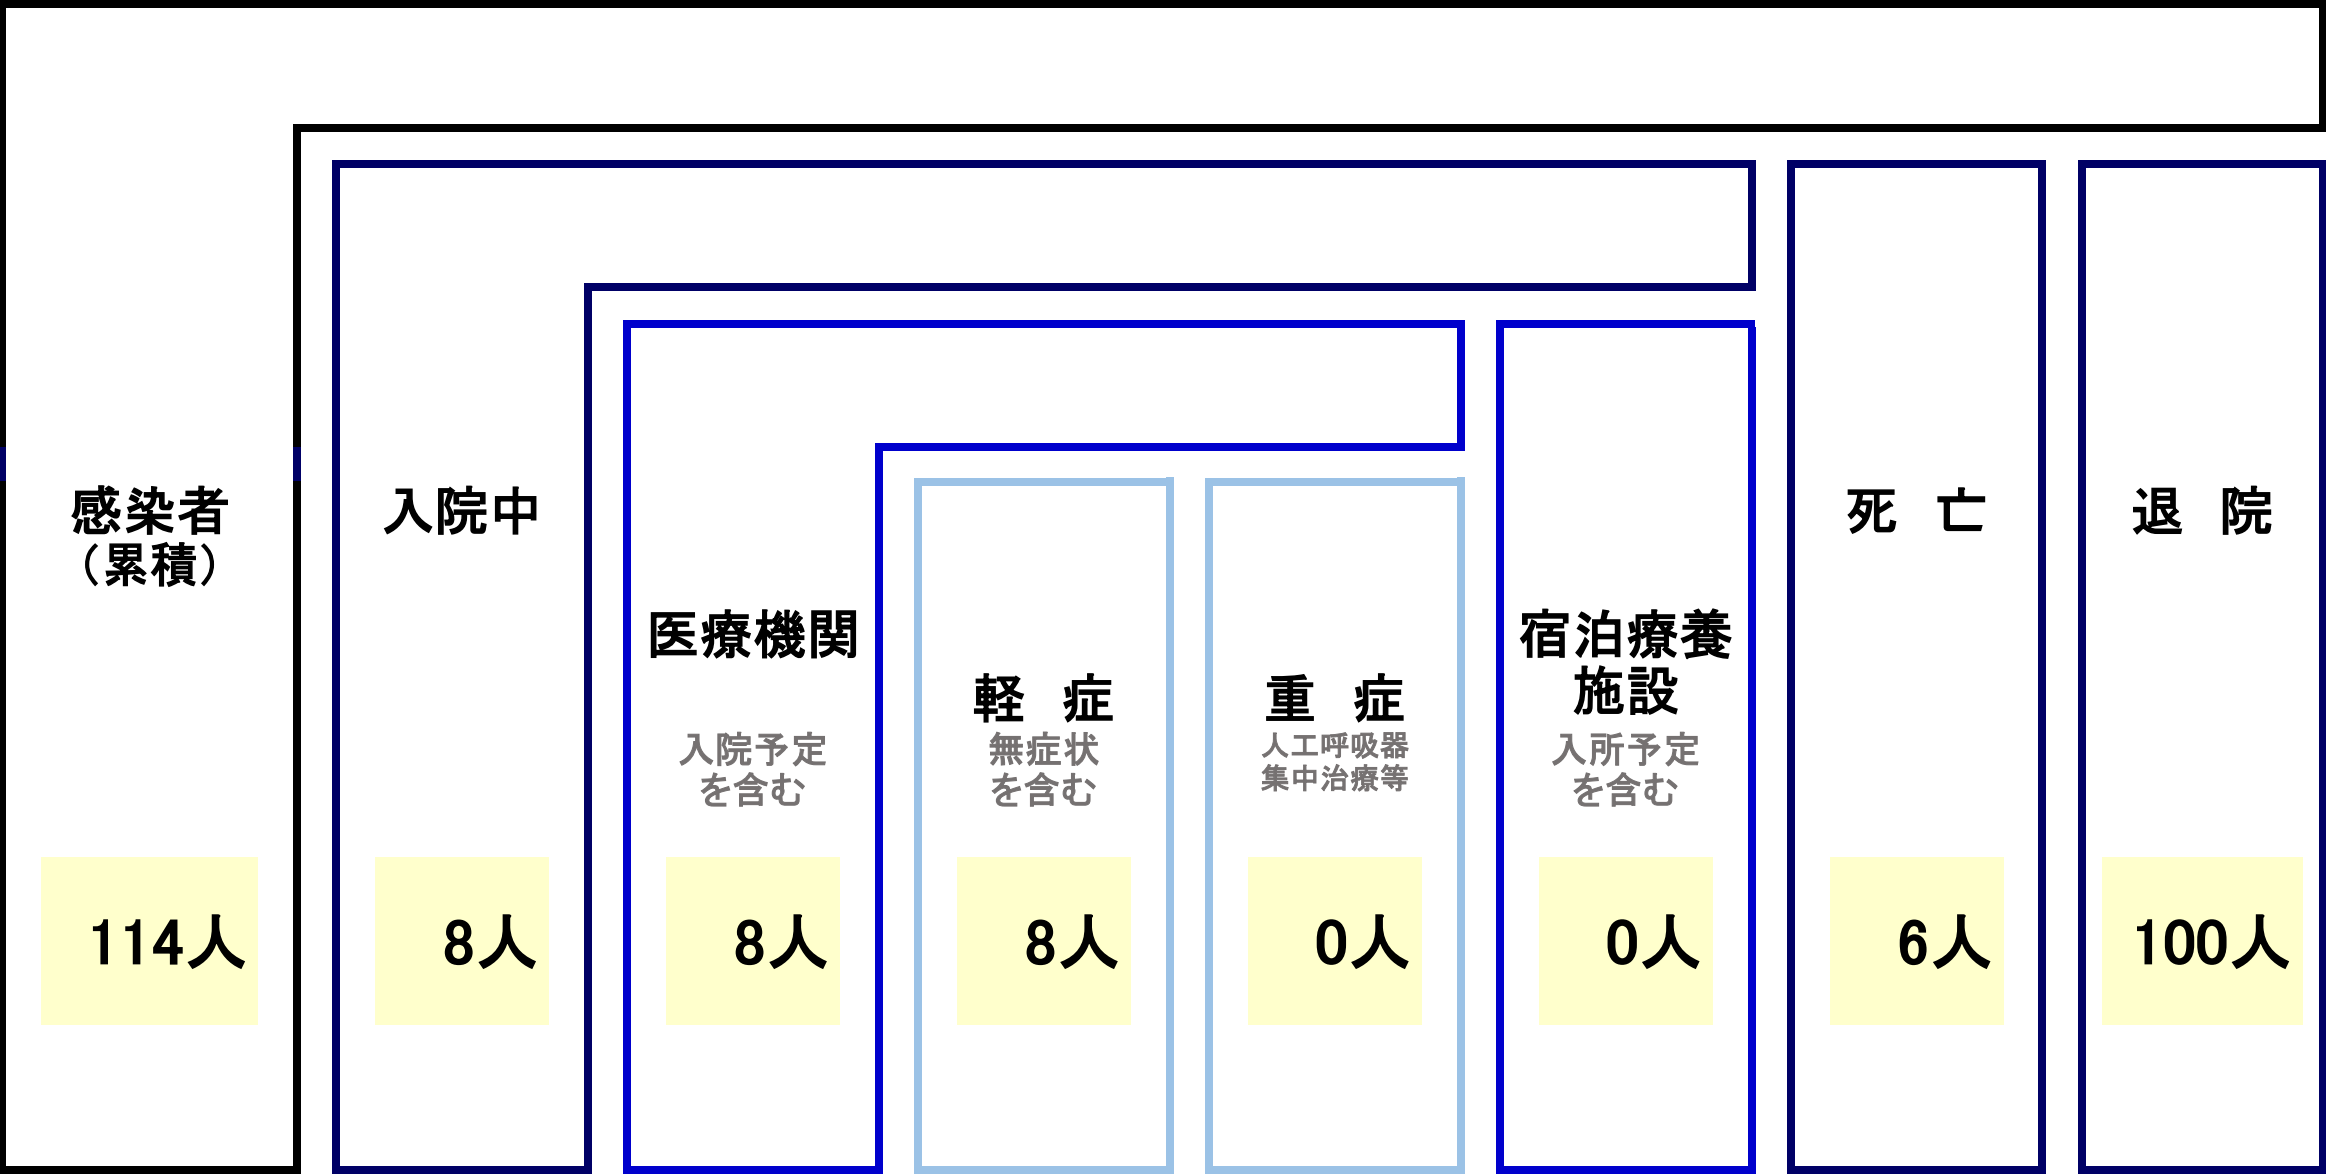 感染者
（累積）
114人
入院中
8人
医療機関
入院予定
を含む
8人
軽 症
無症状
を含む
8人
重 症
人工呼吸器
集中治療等
0人
宿泊療養
施設
入所予定
を含む
0人
死 亡
6人
退 院
100人